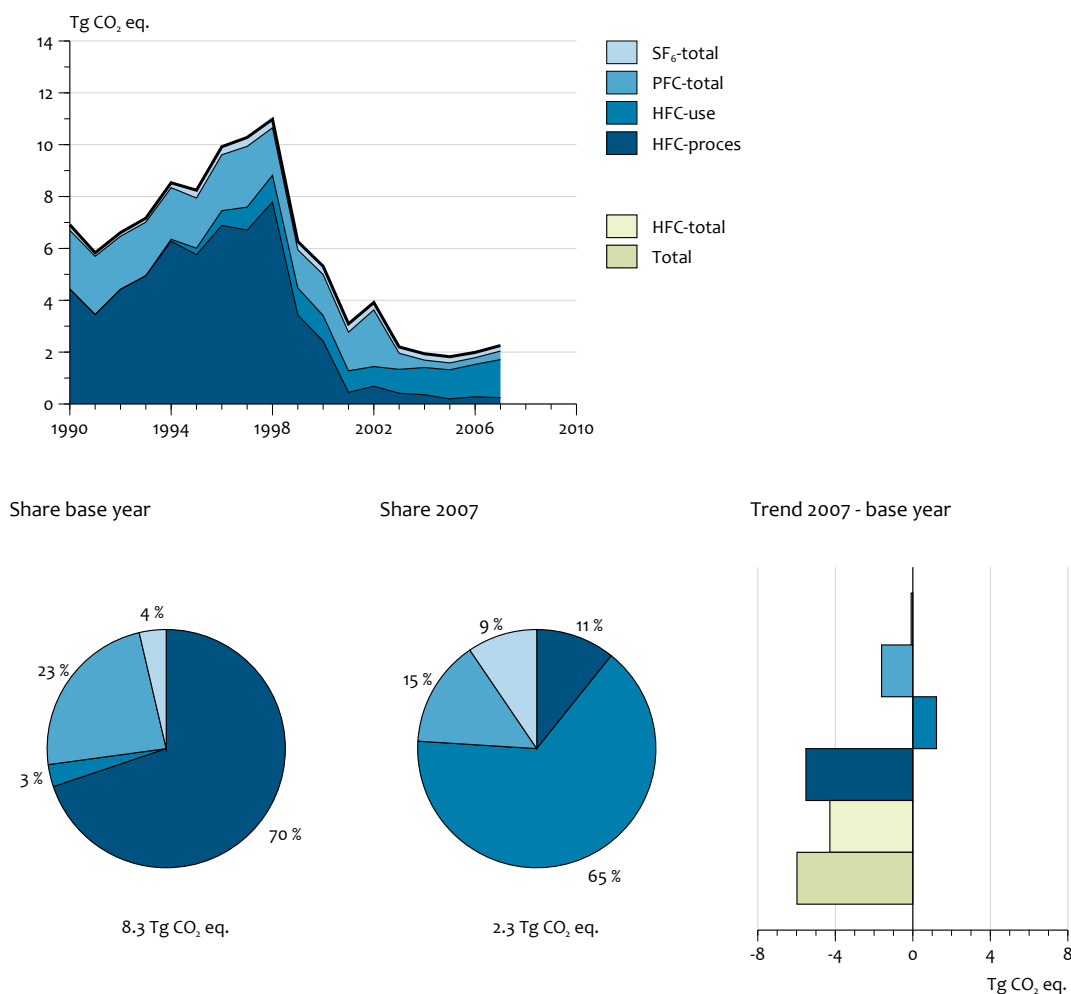 Tg CO₂ eq.
14
12
10
8
6
4
2
0
1990 1994 1998 2002 2006 2010
SF₆-total
PFC-total
HFC-use
HFC-proces
HFC-total
Total
Share base year
4 %
23 %
3 %
70 %
8.3 Tg CO₂ eq.
Share 2007
9 %
11 %
15 %
65 %
2.3 Tg CO₂ eq.
Trend 2007 - base year
-8 -4 0 4 8
Tg CO₂ eq.